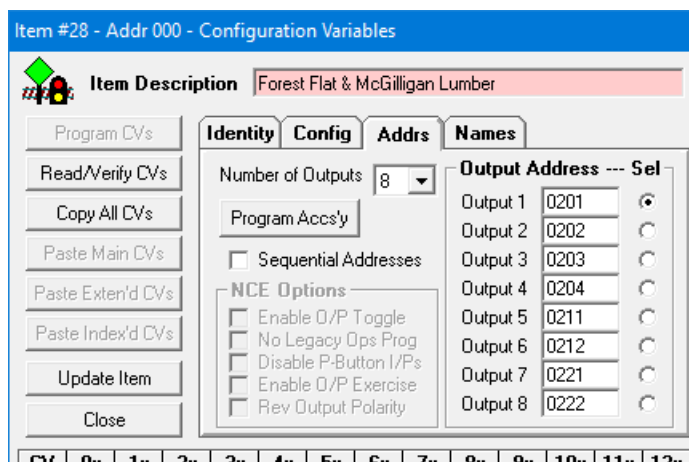 Item #28 - Addr 000 - Configuration Variables
Item Description Forest Flat & McGilligan Lumber
Program CVs
Read/Verify CVs
Copy All CVs
Paste Main CVs
Paste Exten'd CVs
Paste Index'd CVs
Update Item
Close
Identity Config Addrs Names
Number of Outputs 8
Program Accs'y
Sequential Addresses
NCE Options
Enable O/P Toggle
No Legacy Ops Prog
Disable P-Button I/Ps
Enable O/P Exercise
Rev Output Polarity
Output Address --- Sel
Output 1 0201
Output 2 0202
Output 3 0203
Output 4 0204
Output 5 0211
Output 6 0212
Output 7 0221
Output 8 0222